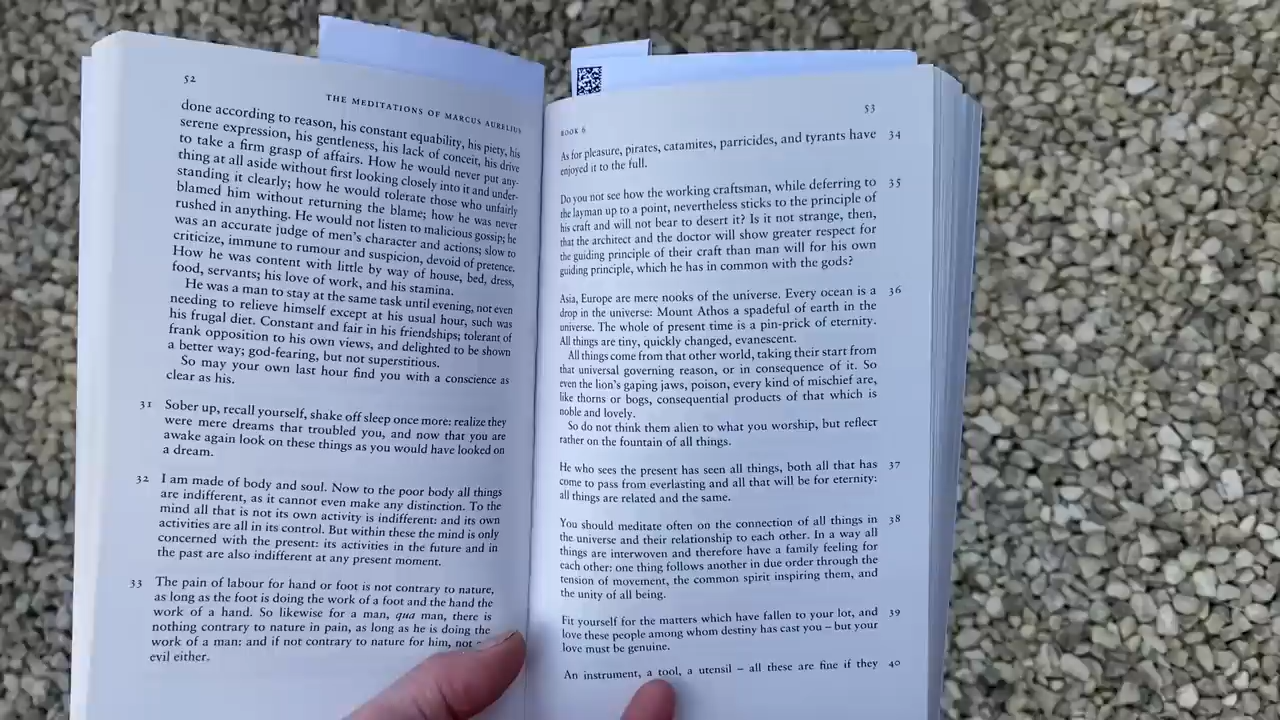 52
THE MEDITATIONS OF MARCUS AURELIUS
done according to reason, his constant equability, his piety, his
serene expression, his gentleness, his lack of conceit, his drive
to take a firm grasp of affairs. How he would never put any-
thing at all aside without first looking closely into it and under-
standing it clearly; how he would tolerate those who unfairly
blamed him without returning the blame; how he was never
rushed in anything. He would not listen to malicious gossip; he
was an accurate judge of men's character and actions; slow to
criticize, immune to rumour and suspicion, devoid of pretence.
How he was content with little by way of house, bed, dress,
food, servants; his love of work, and his stamina.
He was a man to stay at the same task until evening, not even
needing to relieve himself except at his usual hour, such was
his frugal diet. Constant and fair in his friendships; tolerant of
frank opposition to his own views, and delighted to be shown
a better way; god-fearing, but not superstitious.
So may your own last hour find you with a conscience as
clear as his.
31 Sober up, recall yourself, shake off sleep once more: realize they
were mere dreams that troubled you, and now that you are
awake again look on these things as you would have looked on
a dream.
32 I am made of body and soul. Now to the poor body all things
are indifferent, as it cannot even make any distinction. To the
mind all that is not its own activity is indifferent: and its own
activities are all in its control. But within these the mind is only
concerned with the present: its activities in the future and in
the past are also indifferent at any present moment.
33 The pain of labour for hand or foot is not contrary to nature,
as long as the foot is doing the work of a foot and the hand the
work of a hand. So likewise for a man, qua man, there is
nothing contrary to nature in pain, as long as he is doing the
work of a man: and if not contrary to nature for him, not
evil either.
BOOK 6
53
As for pleasure, pirates, catamites, parricides, and tyrants have 34
enjoyed it to the full.
Do you not see how the working craftsman, while deferring to 35
the layman up to a point, nevertheless sticks to the principle of
his craft and will not bear to desert it? Is it not strange, then,
that the architect and the doctor will show greater respect for
the guiding principle of their craft than man will for his own
guiding principle, which he has in common with the gods?
Asia, Europe are mere nooks of the universe. Every ocean is a 36
drop in the universe: Mount Athos a spadeful of earth in the
universe. The whole of present time is a pin-prick of eternity.
All things are tiny, quickly changed, evanescent.
All things come from that other world, taking their start from
that universal governing reason, or in consequence of it. So
even the lion's gaping jaws, poison, every kind of mischief are,
like thorns or bogs, consequential products of that which is
noble and lovely.
So do not think them alien to what you worship, but reflect
rather on the fountain of all things.
He who sees the present has seen all things, both all that has 37
come to pass from everlasting and all that will be for eternity:
all things are related and the same.
You should meditate often on the connection of all things in 38
the universe and their relationship to each other. In a way all
things are interwoven and therefore have a family feeling for
each other: one thing follows another in due order through the
tension of movement, the common spirit inspiring them, and
the unity of all being.
Fit yourself for the matters which have fallen to your lot, and 39
love these people among whom destiny has cast you – but your
love must be genuine.
An instrument, a tool, a utensil – all these are fine if they 40